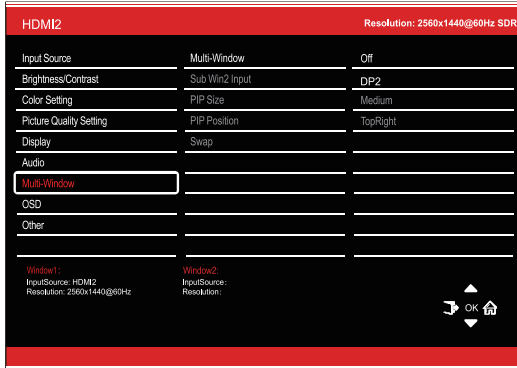 HDMI2 Resolution: 2560x1440@60Hz SDR
Input Source Multi-Window Off
Brightness/Contrast Sub Win2 Input DP2
Color Setting PIP Size Medium
Picture Quality Setting PIP Position TopRight
Display Swap
Audio
Multi-Window
OSD
Other
Window1: Window2:
InputSource: HDMI2 InputSource:
Resolution: 2560x1440@60Hz Resolution:
OK